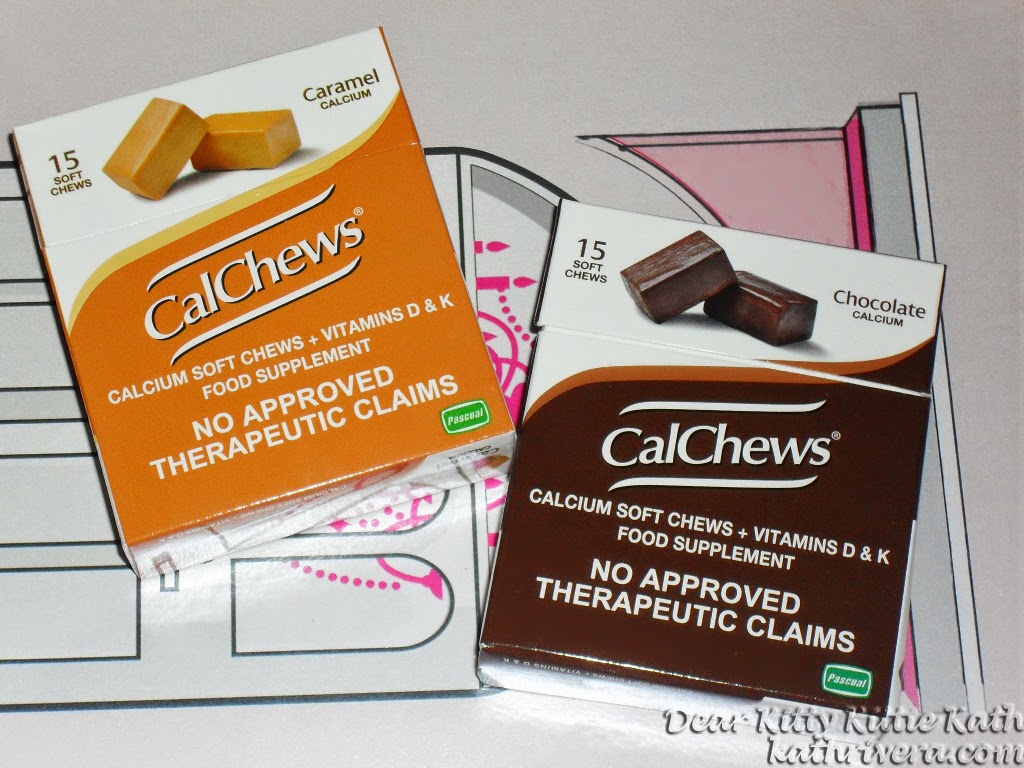 Caramel
CALCIUM
15
SOFT
CHEWS
CalChews®
CALCIUM SOFT CHEWS + VITAMINS D & K
FOOD SUPPLEMENT
NO APPROVED
THERAPEUTIC CLAIMS
Pascual
15
SOFT
CHEWS
Chocolate
CALCIUM
CalChews®
CALCIUM SOFT CHEWS + VITAMINS D & K
FOOD SUPPLEMENT
NO APPROVED
THERAPEUTIC CLAIMS
Pascual
Dear Kitty Kittie Kath
kathrivera.com